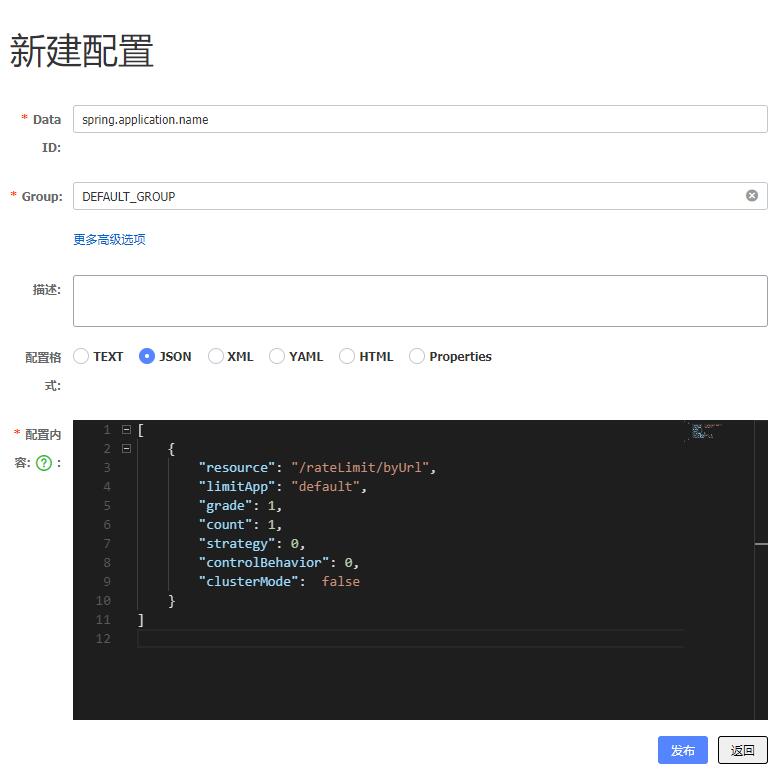 新建配置
* Data ID: spring.application.name
* Group: DEFAULT_GROUP
更多高级选项
描述:
配置格式: TEXT JSON XML YAML HTML Properties
* 配置内容: ? :
1 [
2 {
3 "resource": "/rateLimit/byUrl",
4 "limitApp": "default",
5 "grade": 1,
6 "count": 1,
7 "strategy": 0,
8 "controlBehavior": 0,
9 "clusterMode":  false
10 }
11 ]
12
发布 返回